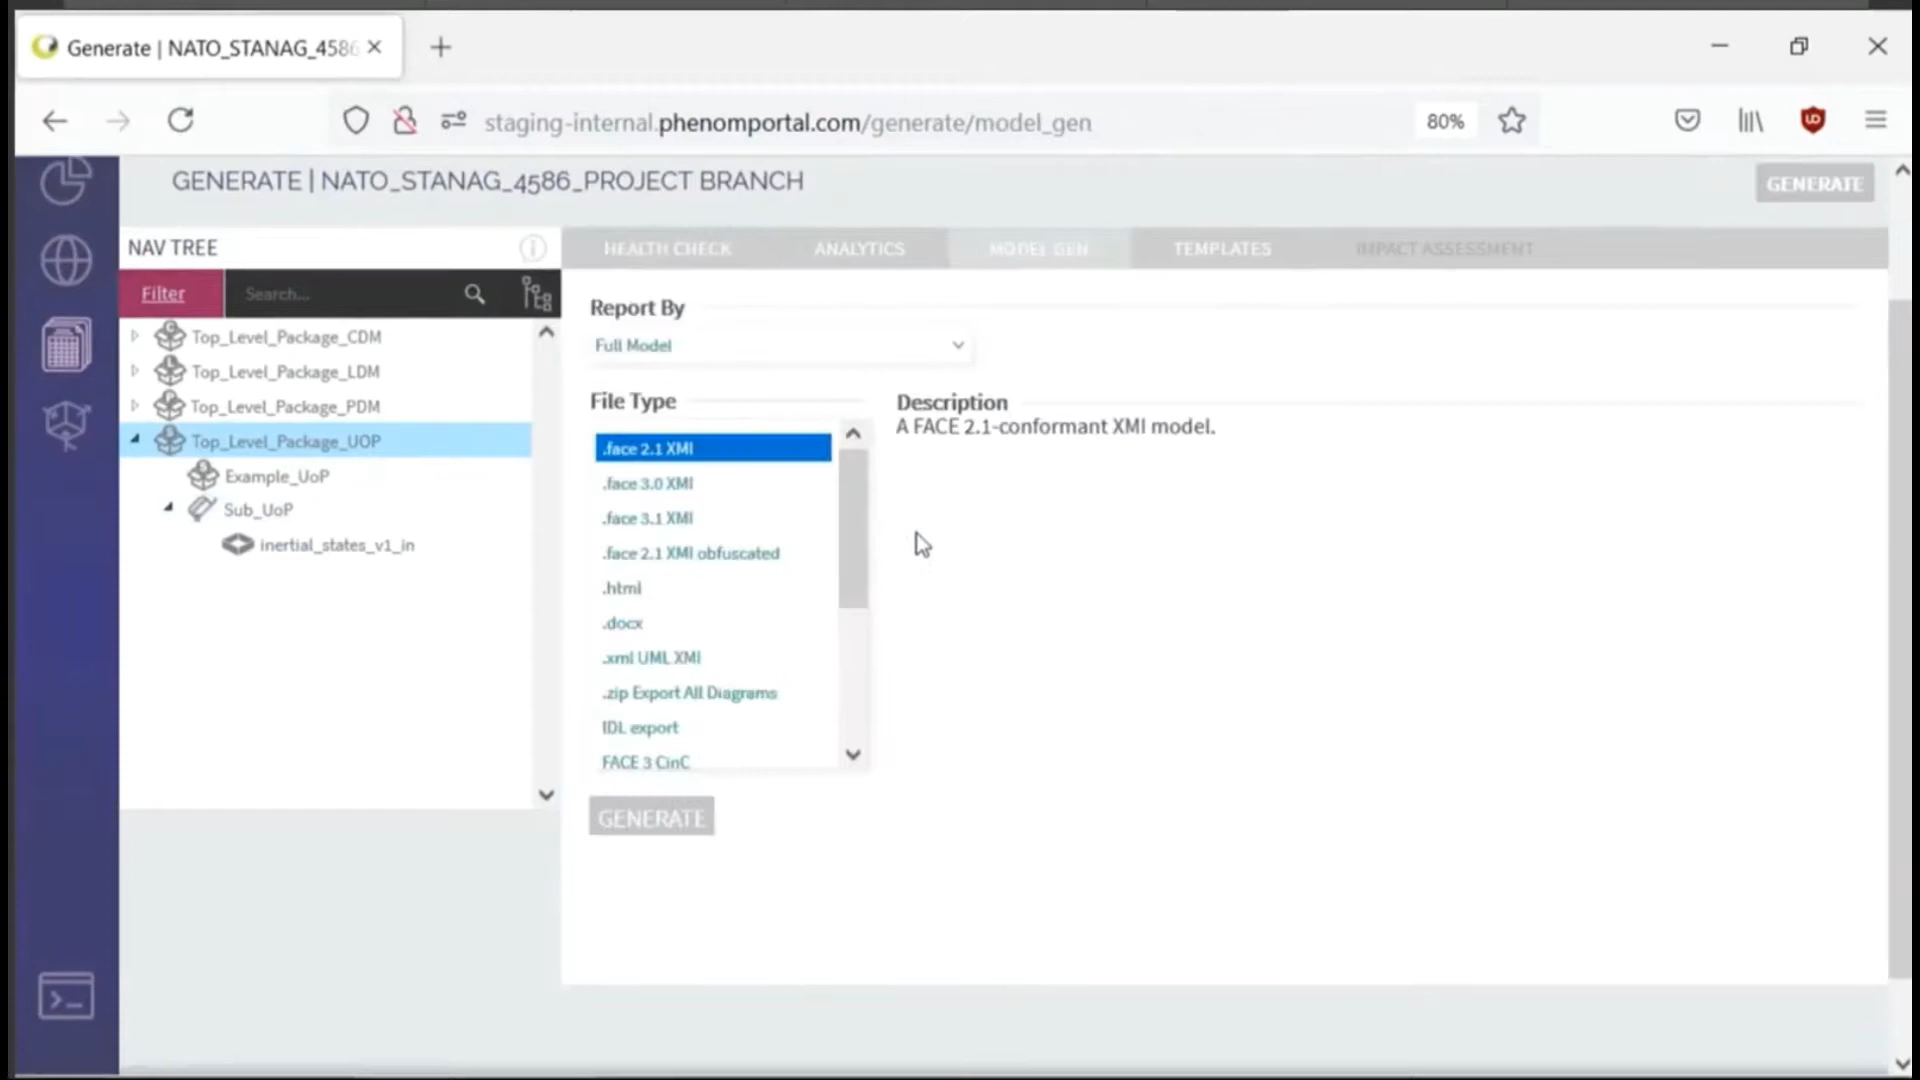 Generate | NATO_STANAG_4586
staging-internal.phenomportal.com/generate/model_gen
80%
GENERATE | NATO_STANAG_4586_PROJECT BRANCH
GENERATE
NAV TREE
HEALTH CHECK
ANALYTICS
MODEL GEN
TEMPLATES
IMPACT ASSESSMENT
Filter
Search...
Top_Level_Package_CDM
Top_Level_Package_LDM
Top_Level_Package_PDM
Top_Level_Package_UOP
Example_UoP
Sub_UoP
inertial_states_v1_in
Report By
Full Model
File Type
.face 2.1 XMI
.face 3.0 XMI
.face 3.1 XMI
.face 2.1 XMI obfuscated
.html
.docx
.xml UML XMI
.zip Export All Diagrams
IDL export
FACE 3 CinC
Description
A FACE 2.1-conformant XMI model.
GENERATE